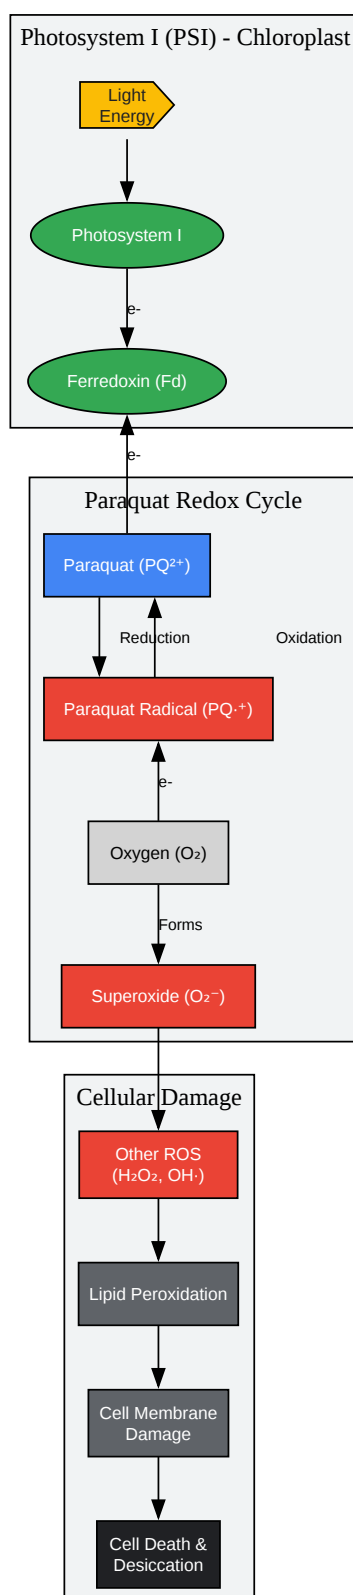 Photosystem I (PSI) - Chloroplast
Light
Energy
Photosystem I
e-
Ferredoxin (Fd)
e-
Paraquat Redox Cycle
Paraquat (PQ²⁺)
Reduction
Oxidation
Paraquat Radical (PQ·⁺)
e-
Oxygen (O₂)
Forms
Superoxide (O₂⁻)
Cellular Damage
Other ROS
(H₂O₂, OH·)
Lipid Peroxidation
Cell Membrane
Damage
Cell Death &
Desiccation